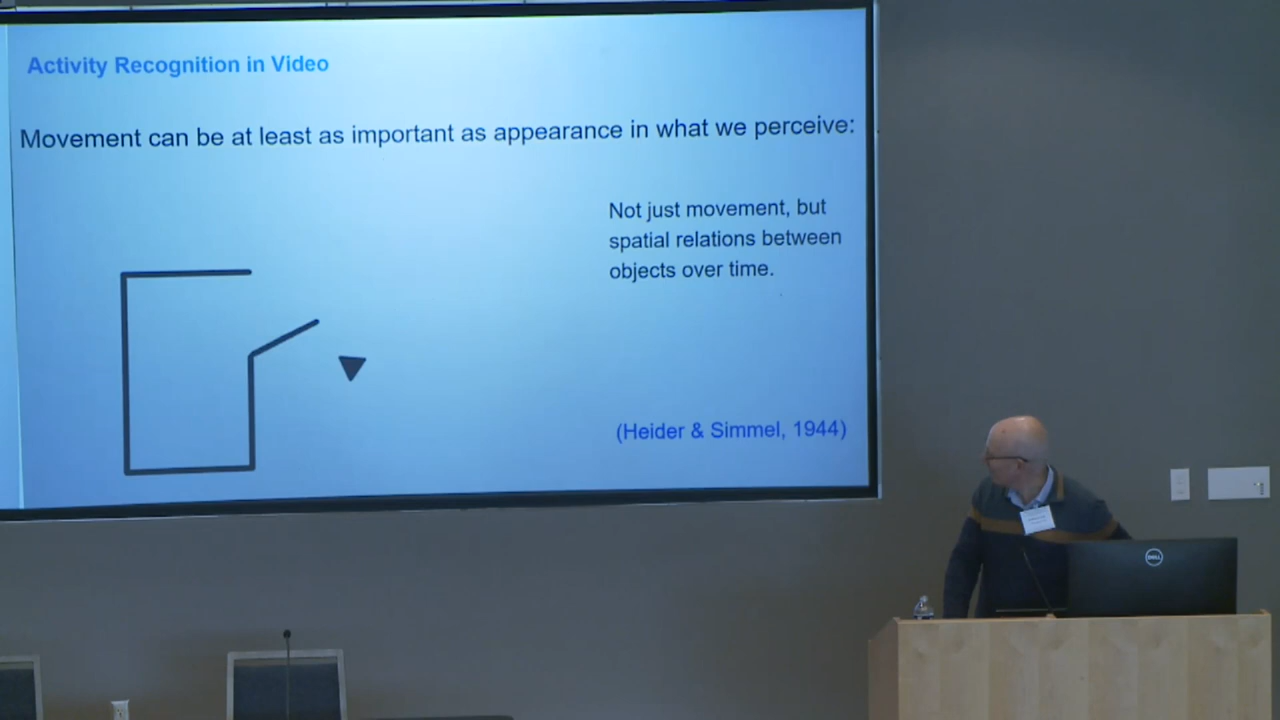 Activity Recognition in Video
Movement can be at least as important as appearance in what we perceive:
Not just movement, but
spatial relations between
objects over time.
(Heider & Simmel, 1944)
DELL